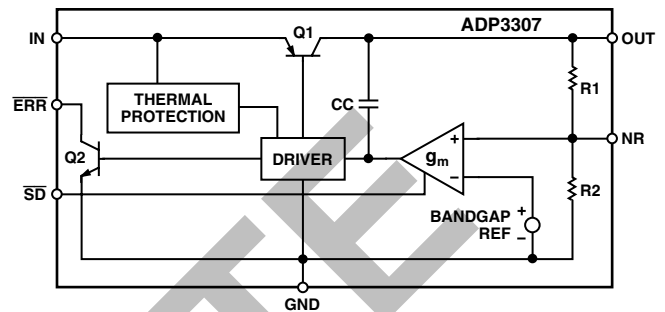 IN
Q1
ADP3307
OUT
THERMAL
PROTECTION
CC
R1
ERR
gm
+
NR
Q2
DRIVER
−
SD
BANDGAP
REF
+
−
R2
GND